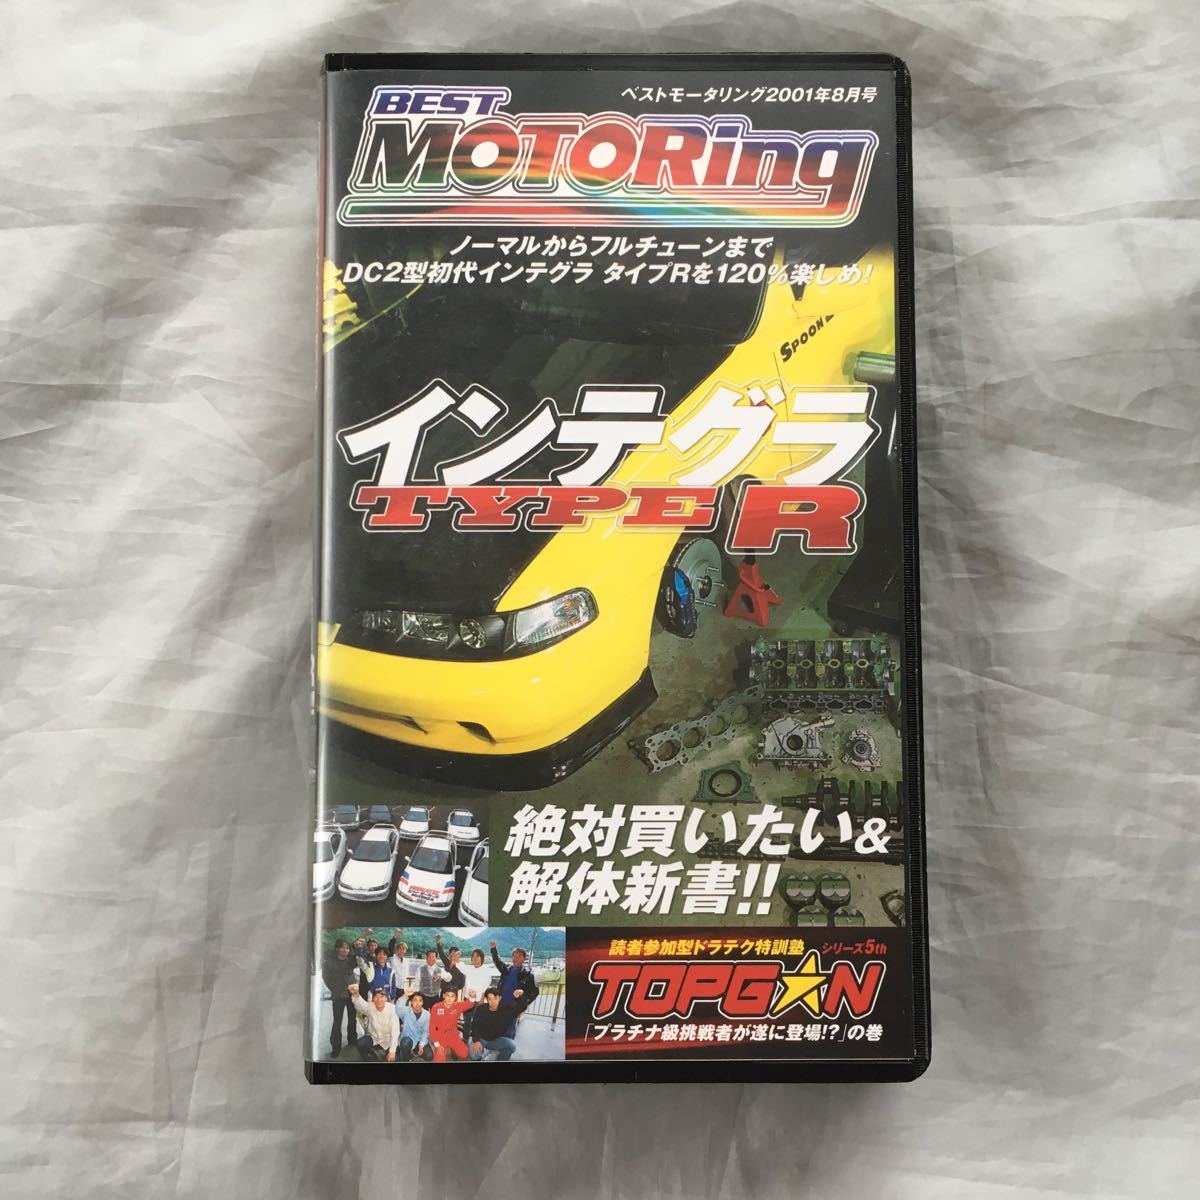 ベストモータリング2001年8月号
BEST
MOTORing
ノーマルからフルチューンまで
DC2型初代インテグラ タイプRを120%楽しめ!
SPOON
インテグラ
TYPE R
絶対買いたい&
解体新書!!
読者参加型ドラテク特訓塾 シリーズ5th
TOPG★N
「プラチナ級挑戦者が遂に登場!?」の巻